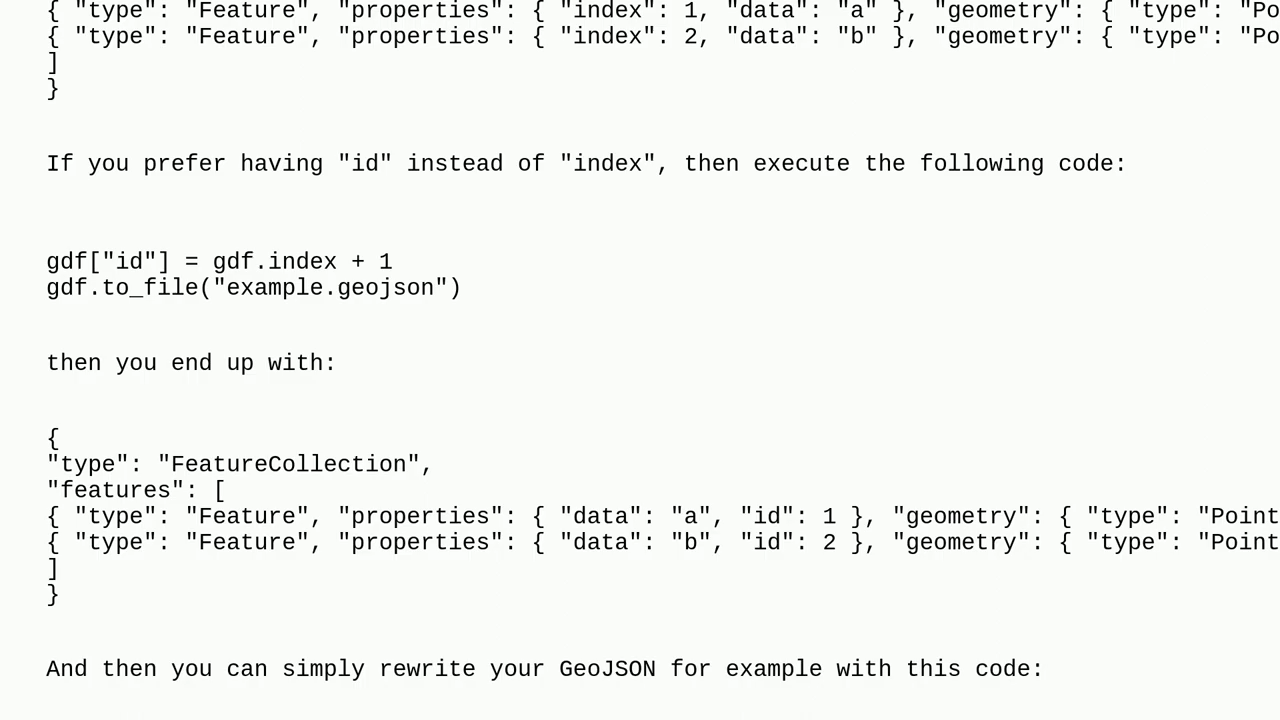 { "type": "Feature", "properties": { "index": 1, "data": "a" }, "geometry": { "type": "Po
{ "type": "Feature", "properties": { "index": 2, "data": "b" }, "geometry": { "type": "Po
]
}
If you prefer having "id" instead of "index", then execute the following code:
gdf["id"] = gdf.index + 1
gdf.to_file("example.geojson")
then you end up with:
{
"type": "FeatureCollection",
"features": [
{ "type": "Feature", "properties": { "data": "a", "id": 1 }, "geometry": { "type": "Point
{ "type": "Feature", "properties": { "data": "b", "id": 2 }, "geometry": { "type": "Point
]
}
And then you can simply rewrite your GeoJSON for example with this code: